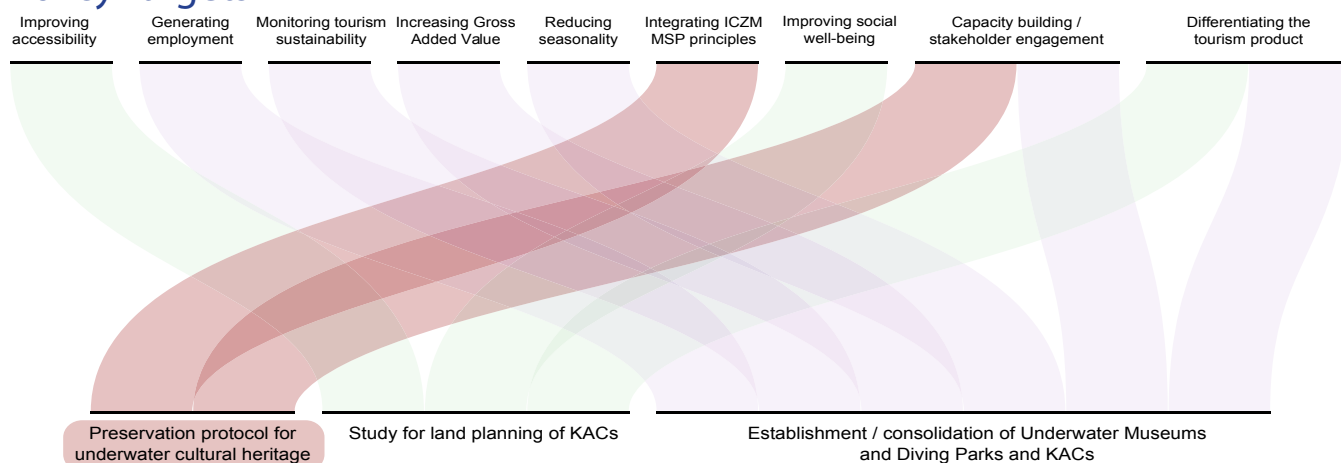 Improving
accessibility
Generating
employment
Monitoring tourism
sustainability
Increasing Gross
Added Value
Reducing
seasonality
Integrating ICZM
MSP principles
Improving social
well-being
Capacity building /
stakeholder engagement
Differentiating the
tourism product
Preservation protocol for
underwater cultural heritage
Study for land planning of KACs
Establishment / consolidation of Underwater Museums
and Diving Parks and KACs